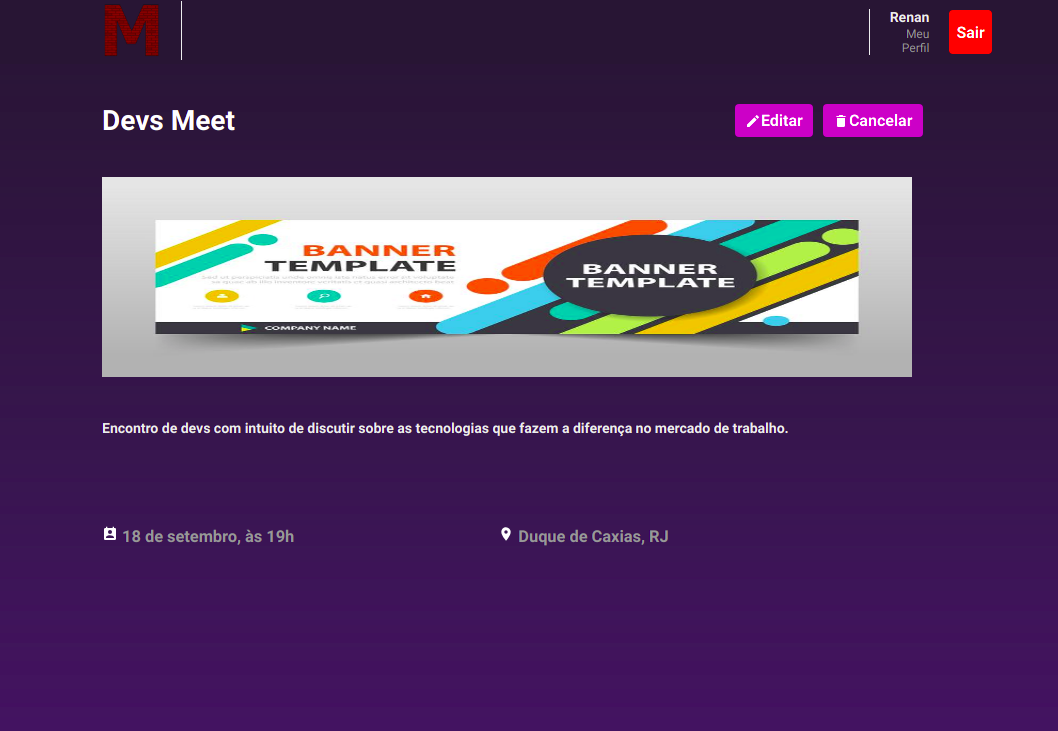 M
Renan
Meu
Perfil
Sair
Devs Meet
Editar
Cancelar
BANNER
TEMPLATE
COMPANY NAME
BANNER
TEMPLATE
Encontro de devs com intuito de discutir sobre as tecnologias que fazem a diferença no mercado de trabalho.
18 de setembro, às 19h
Duque de Caxias, RJ